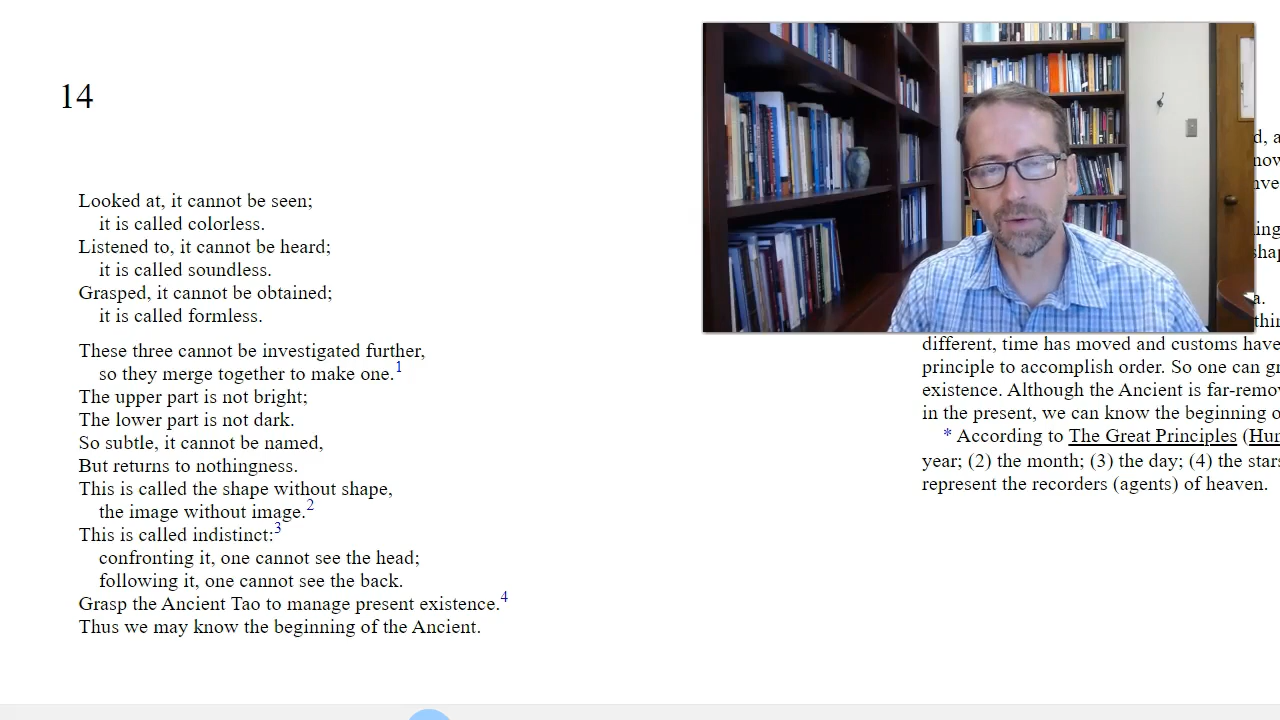 14
Looked at, it cannot be seen;
it is called colorless.
Listened to, it cannot be heard;
it is called soundless.
Grasped, it cannot be obtained;
it is called formless.
These three cannot be investigated further,
so they merge together to make one.1
The upper part is not bright;
The lower part is not dark.
So subtle, it cannot be named,
But returns to nothingness.
This is called the shape without shape,
the image without image.2
This is called indistinct:3
confronting it, one cannot see the head;
following it, one cannot see the back.
Grasp the Ancient Tao to manage present existence.4
Thus we may know the beginning of the Ancient.
d, a
a.
different, time has moved and customs have
principle to accomplish order. So one can
existence. Although the Ancient is
in the present, we can know the beginning
* According to The Great Principles (
year; (2) the month; (3) the day; (4) the
represent the recorders (agents) of heaven.